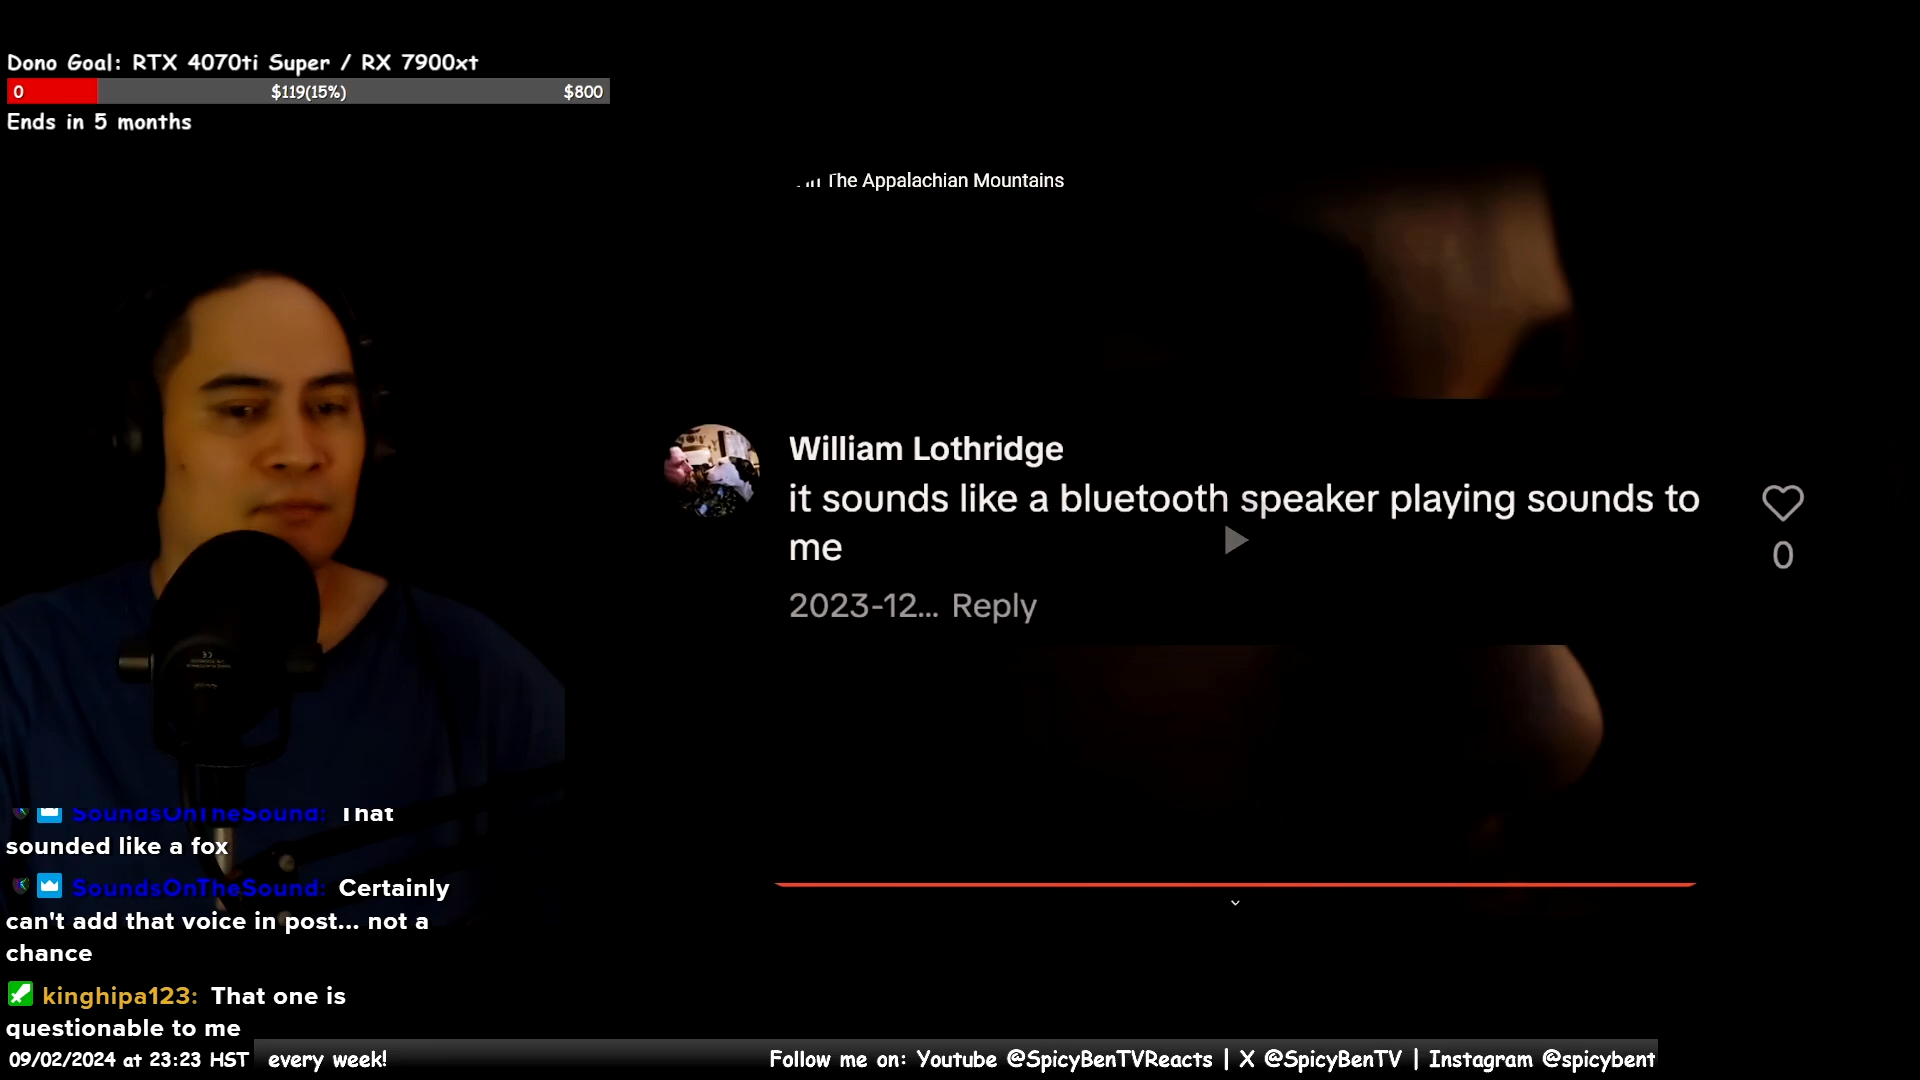 Dono Goal: RTX 4070ti Super / RX 7900xt
0 $119(15%) $800
Ends in 5 months
The Appalachian Mountains
William Lothridge
it sounds like a bluetooth speaker playing sounds to
me
2023-12... Reply
0
SoundsOnTheSound: That
sounded like a fox
SoundsOnTheSound: Certainly
can't add that voice in post... not a
chance
kinghipa123: That one is
questionable to me
09/02/2024 at 23:23 HST every week! Follow me on: Youtube @SpicyBenTVReacts | X @SpicyBenTV | Instagram @spicybent